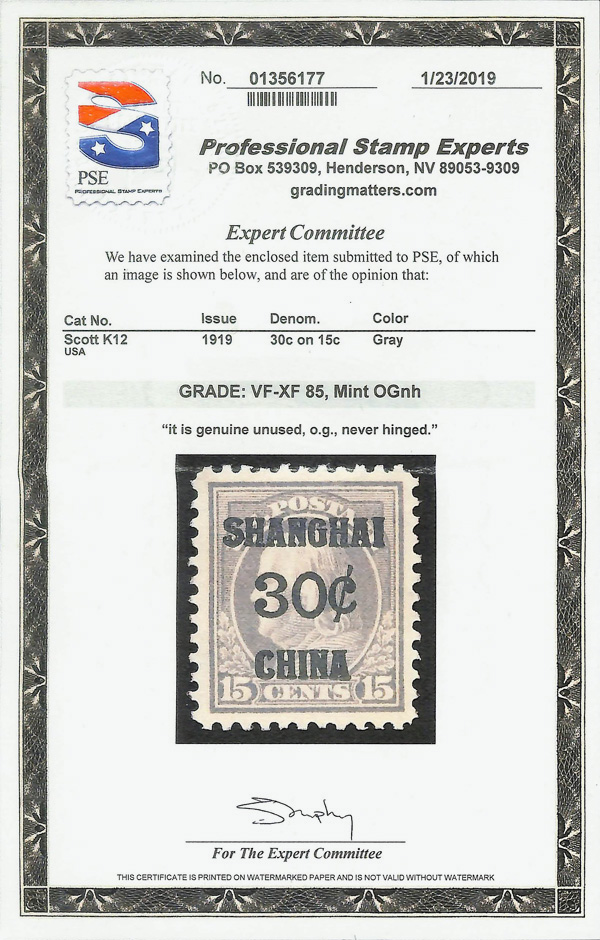 No. 01356177 1/23/2019
PSE
PROFESSIONAL STAMP EXPERTS
Professional Stamp Experts
PO Box 539309, Henderson, NV 89053-9309
gradingmatters.com
Expert Committee
We have examined the enclosed item submitted to PSE, of which
an image is shown below, and are of the opinion that:
Cat No. Issue Denom. Color
Scott K12 1919 30c on 15c Gray
USA
GRADE: VF-XF 85, Mint OGnh
“it is genuine unused, o.g., never hinged.”
POSTA
SHANGHAI
30¢
CHINA
15 CENTS 15
For The Expert Committee
THIS CERTIFICATE IS PRINTED ON WATERMARKED PAPER AND IS NOT VALID WITHOUT WATERMARK